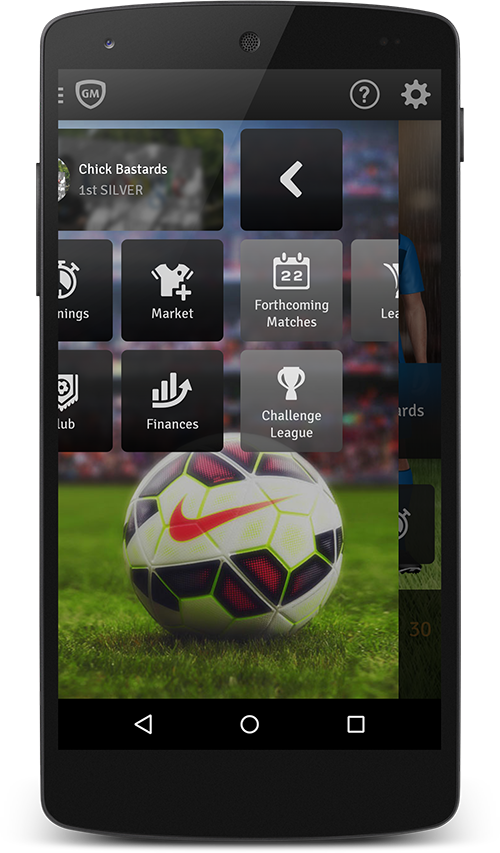 GM
?
Chick Bastards
1st SILVER
nings
Market
22
Forthcoming
Matches
Lea
ards
lub
Finances
Challenge
League
30